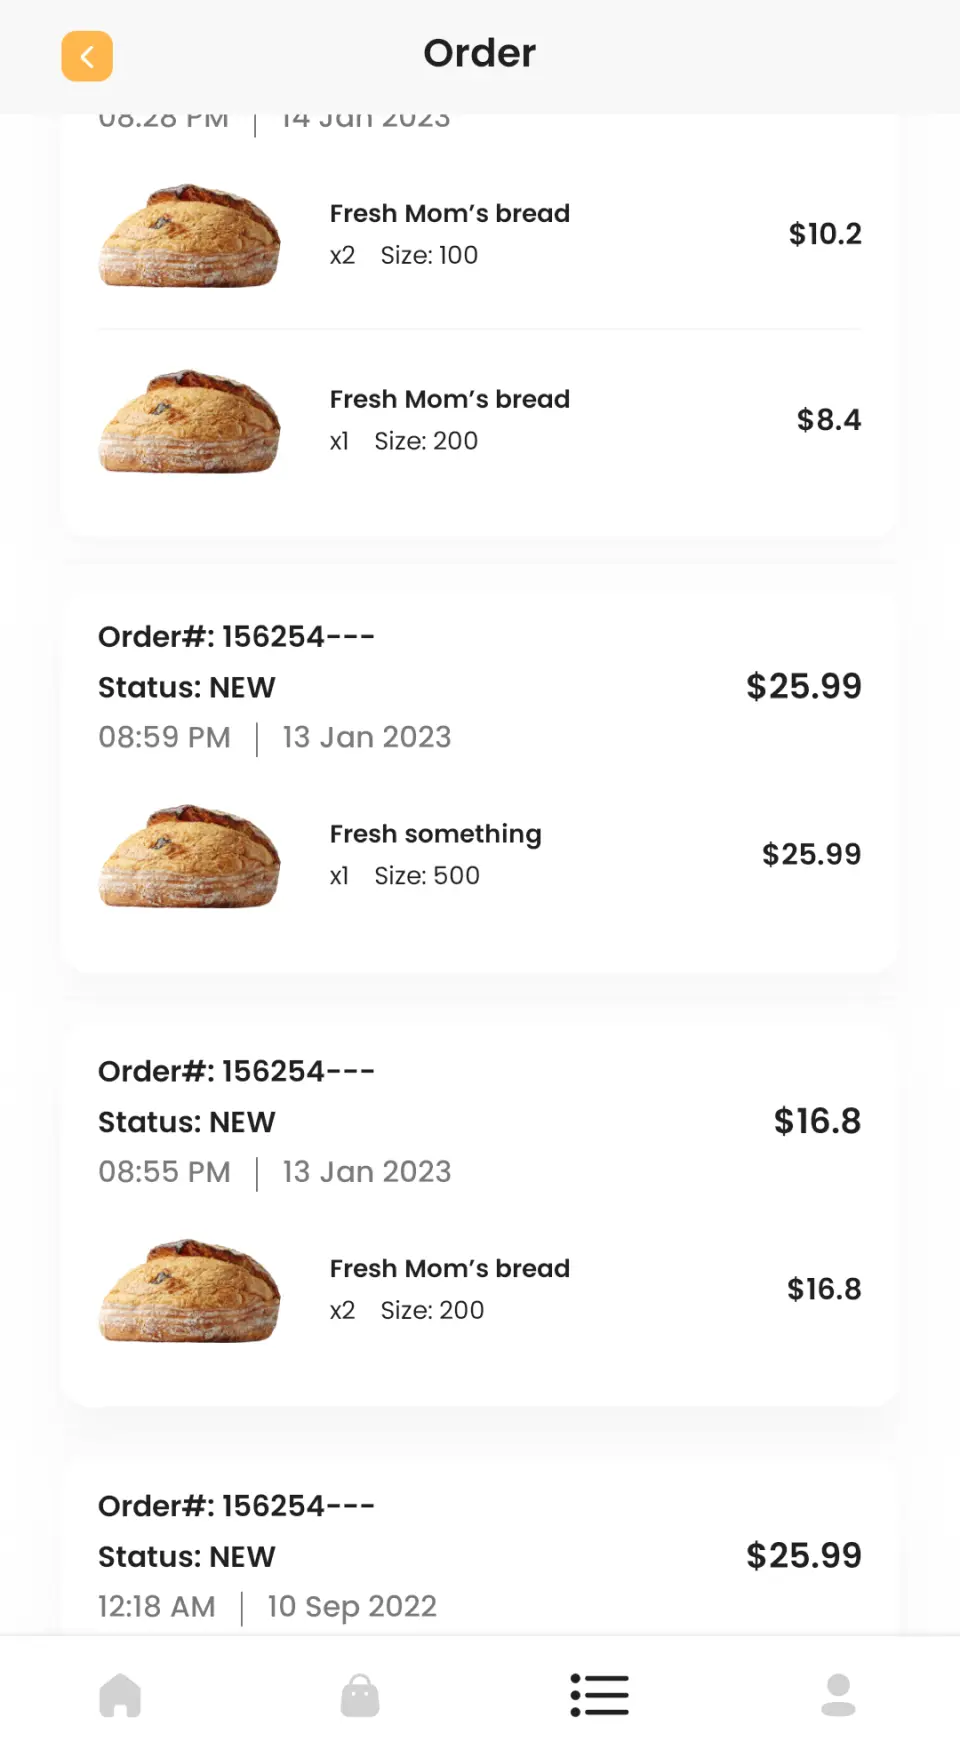 Order
08:28 PM | 14 Jan 2023
Fresh Mom’s bread
x2 Size: 100
$10.2
Fresh Mom’s bread
x1 Size: 200
$8.4
Order#: 156254---
Status: NEW
$25.99
08:59 PM | 13 Jan 2023
Fresh something
x1 Size: 500
$25.99
Order#: 156254---
Status: NEW
$16.8
08:55 PM | 13 Jan 2023
Fresh Mom’s bread
x2 Size: 200
$16.8
Order#: 156254---
Status: NEW
$25.99
12:18 AM | 10 Sep 2022